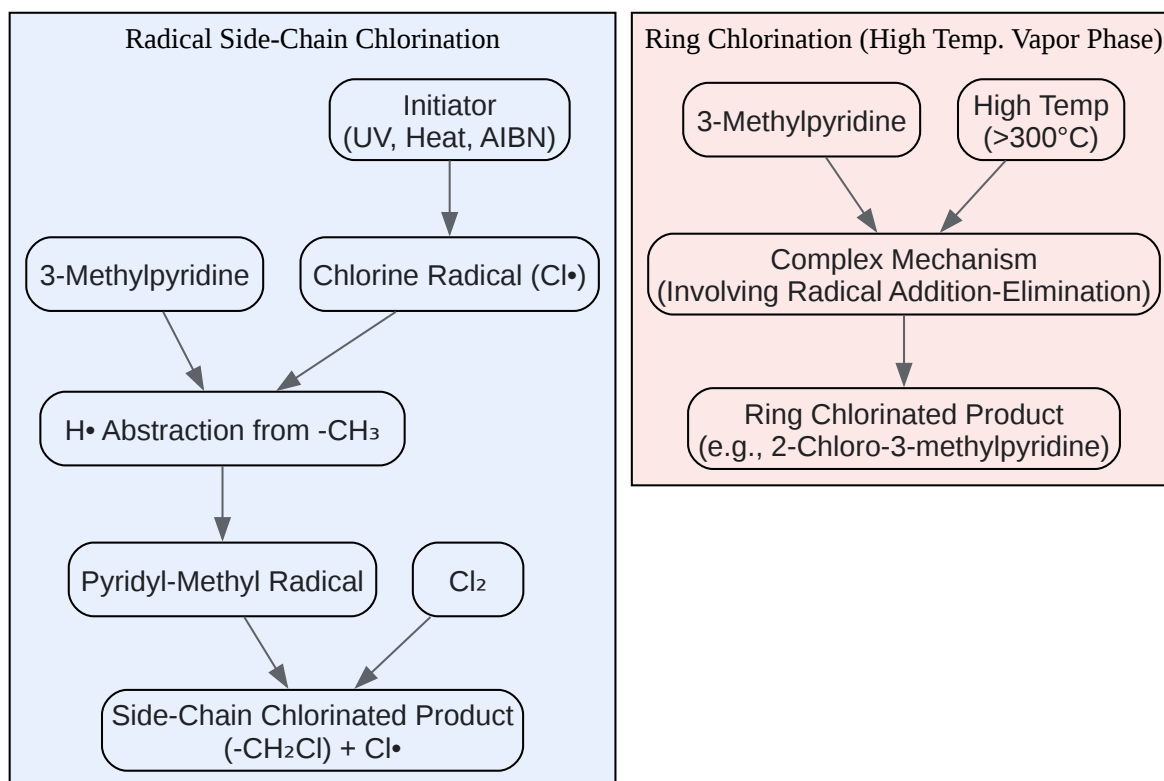 Radical Side-Chain Chlorination
Initiator
(UV, Heat, AIBN)
3-Methylpyridine
Chlorine Radical (Cl•)
H• Abstraction from -CH₃
Pyridyl-Methyl Radical
Cl₂
Side-Chain Chlorinated Product
(-CH₂Cl) + Cl•
Ring Chlorination (High Temp. Vapor Phase)
3-Methylpyridine
High Temp
(>300°C)
Complex Mechanism
(Involving Radical Addition-Elimination)
Ring Chlorinated Product
(e.g., 2-Chloro-3-methylpyridine)